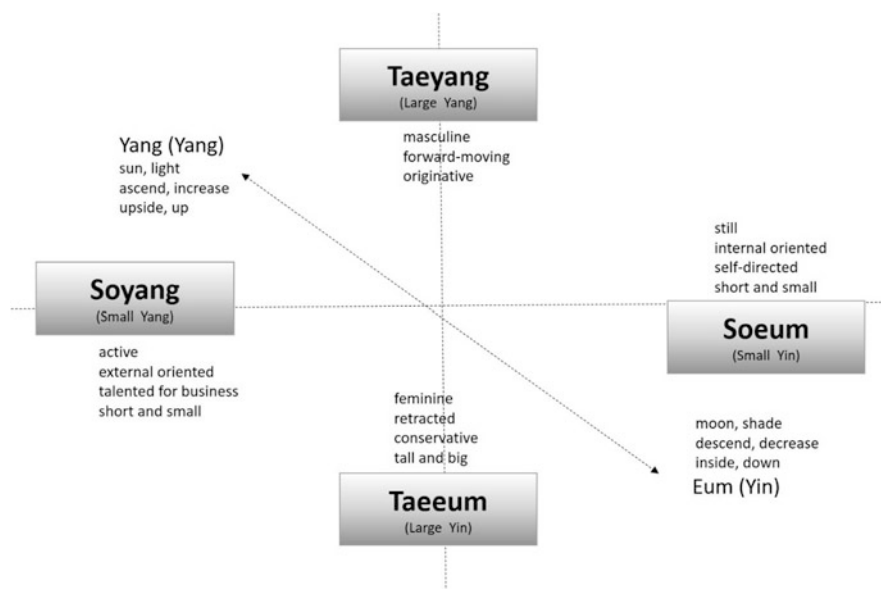 Taeyang
(Large Yang)
masculine
forward-moving
originative
Yang (Yang)
sun, light
ascend, increase
upside, up
still
internal oriented
self-directed
short and small
Soyang
(Small Yang)
Soeum
(Small Yin)
active
external oriented
talented for business
short and small
feminine
retracted
conservative
tall and big
moon, shade
descend, decrease
inside, down
Eum (Yin)
Taeeum
(Large Yin)